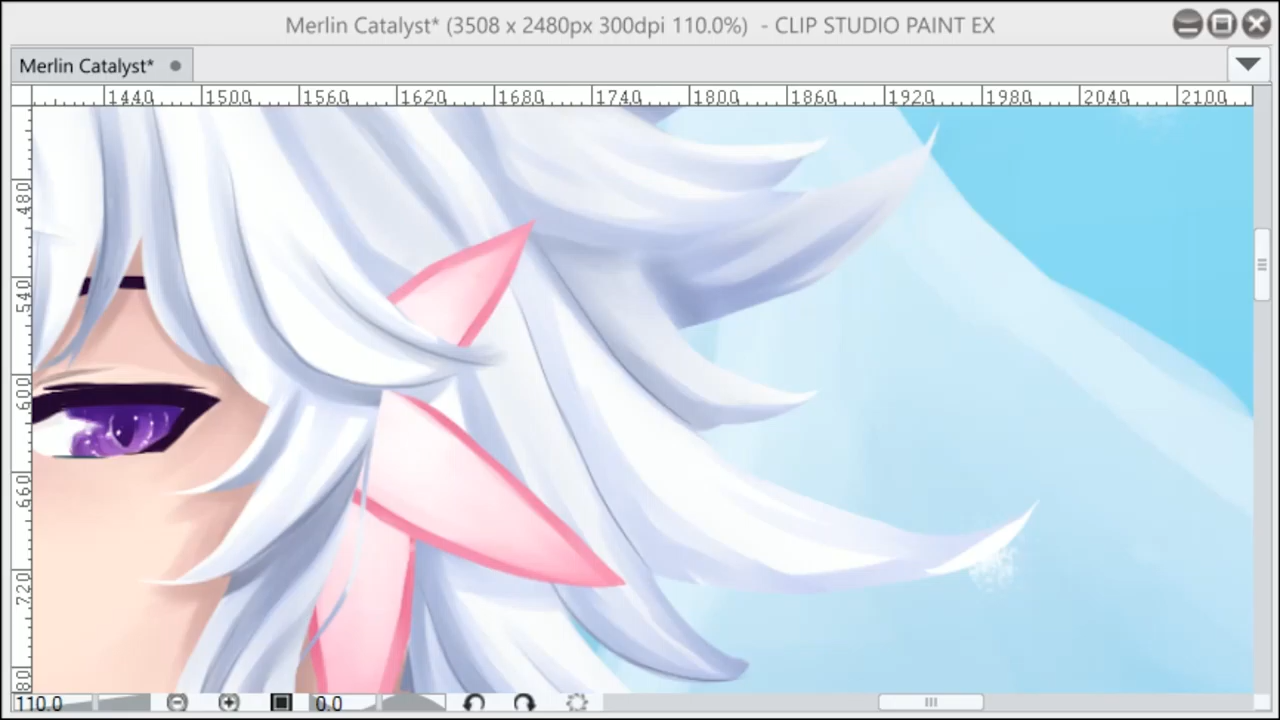 Merlin Catalyst* (3508 x 2480px 300dpi 110.0%) - CLIP STUDIO PAINT EX
Merlin Catalyst*
1440 1500 1560 1620 1680 1740 1800 1860 1920 1980 2040 2100
480
540
600
660
720
80
110.0 0.0